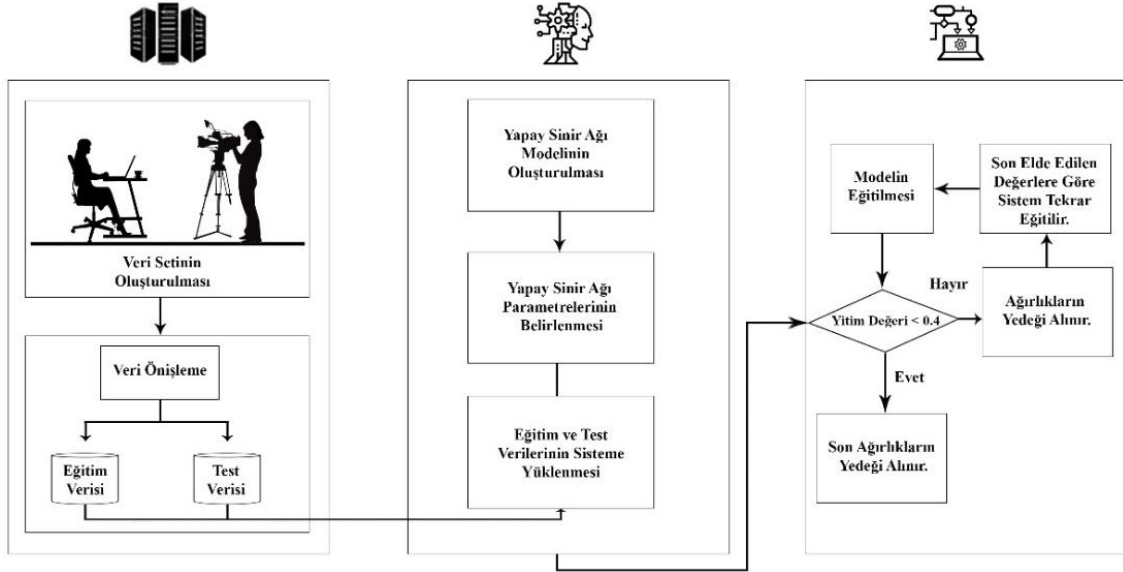 Veri Setinin
Oluşturulması
Veri Önişleme
Eğitim
Verisi
Test
Verisi
Yapay Sinir Ağı
Modelinin
Oluşturulması
Yapay Sinir Ağı
Parametrelerinin
Belirlenmesi
Eğitim ve Test
Verilerinin Sisteme
Yüklenmesi
Modelin
Eğitilmesi
Son Elde Edilen
Değerlere Göre
Sistem Tekrar
Eğitilir.
Hayır
Yitim Değeri < 0.4
Ağırlıkların
Yedeği Alınır.
Evet
Son Ağırlıkların
Yedeği Alınır.